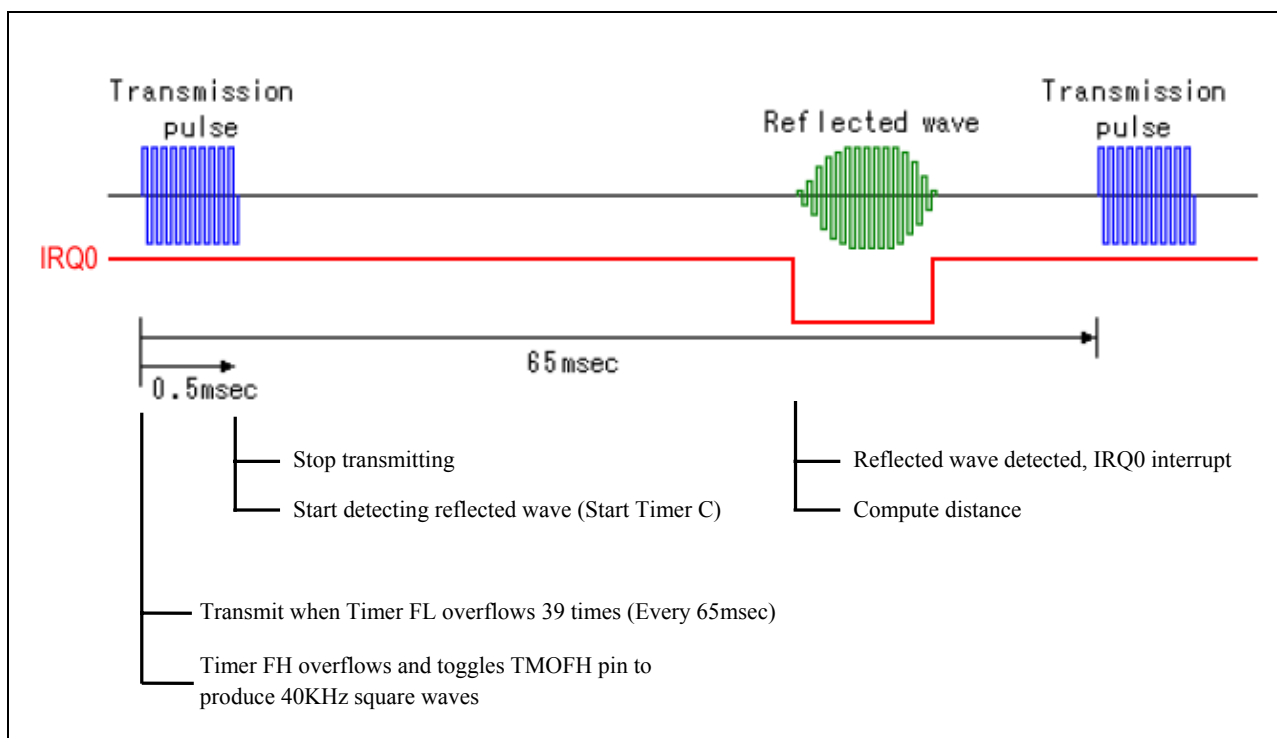 Transmission
pulse
Reflected wave
Transmission
pulse
IRQ0
65msec
0.5msec
Stop transmitting
Start detecting reflected wave (Start Timer C)
Reflected wave detected, IRQ0 interrupt
Compute distance
Transmit when Timer FL overflows 39 times (Every 65msec)
Timer FH overflows and toggles TMOFH pin to
produce 40KHz square waves